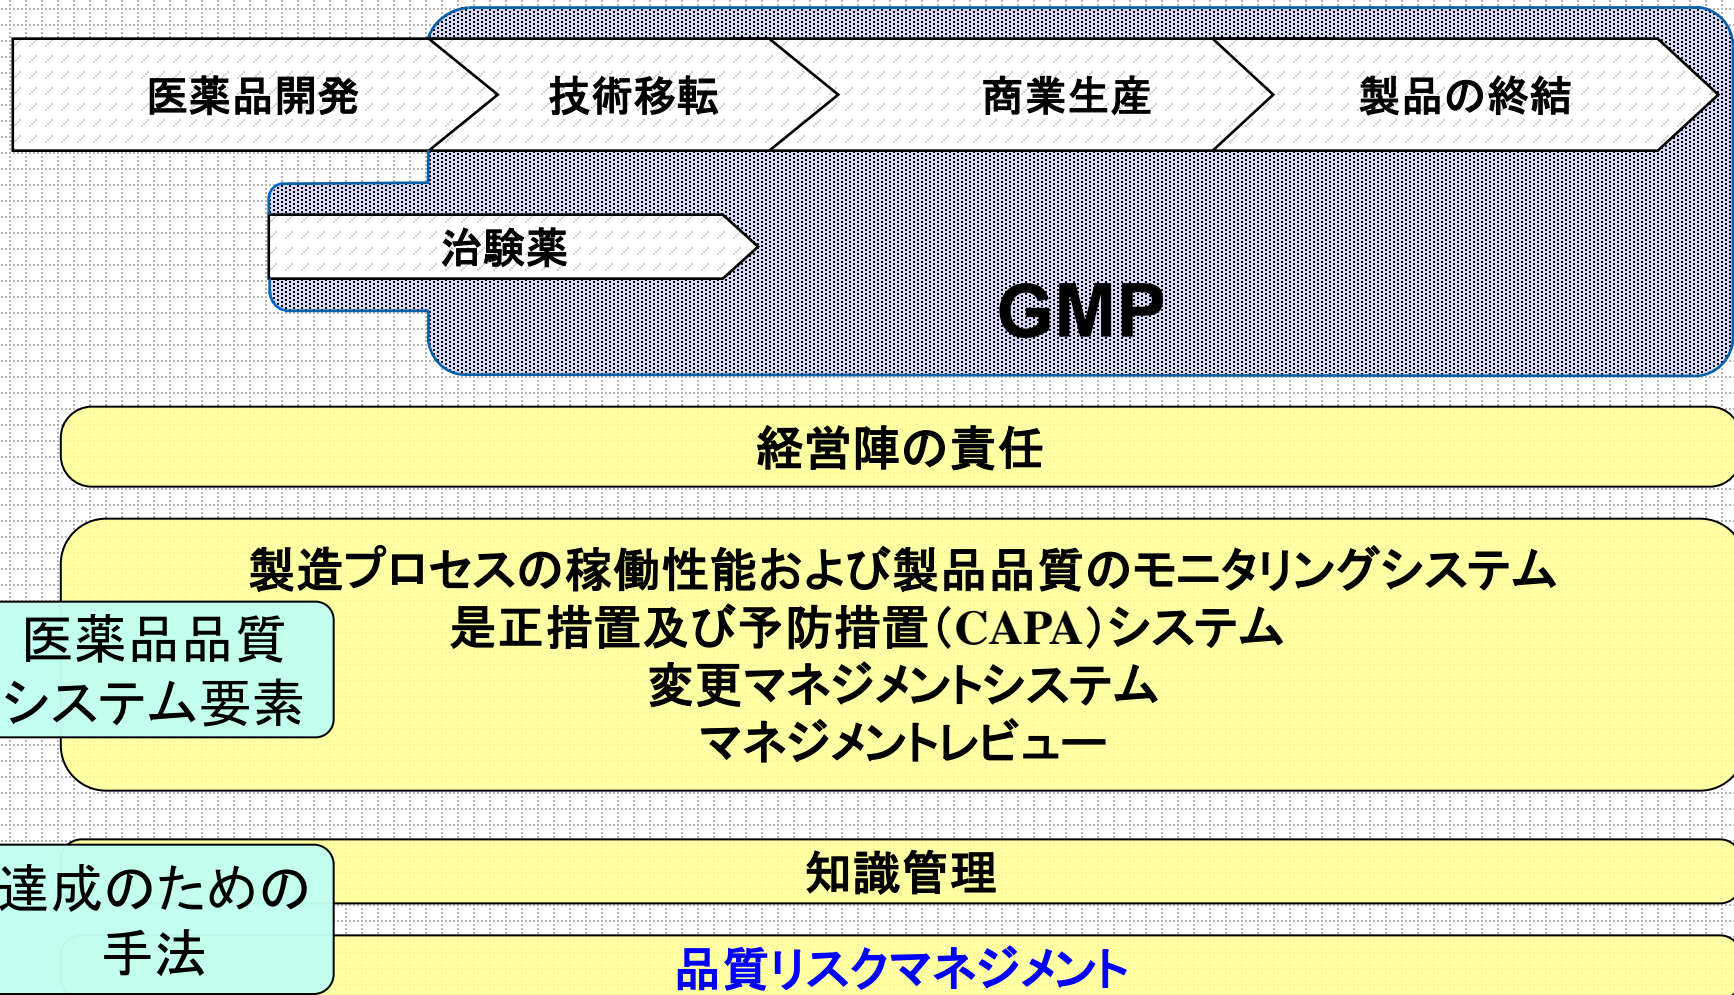 医薬品開発
技術移転
商業生産
製品の終結
治験薬
GMP
経営陣の責任
製造プロセスの稼働性能および製品品質のモニタリングシステム
是正措置及び予防措置（CAPA）システム
変更マネジメントシステム
マネジメントレビュー
医薬品品質
システム要素
知識管理
達成のための
手法
品質リスクマネジメント